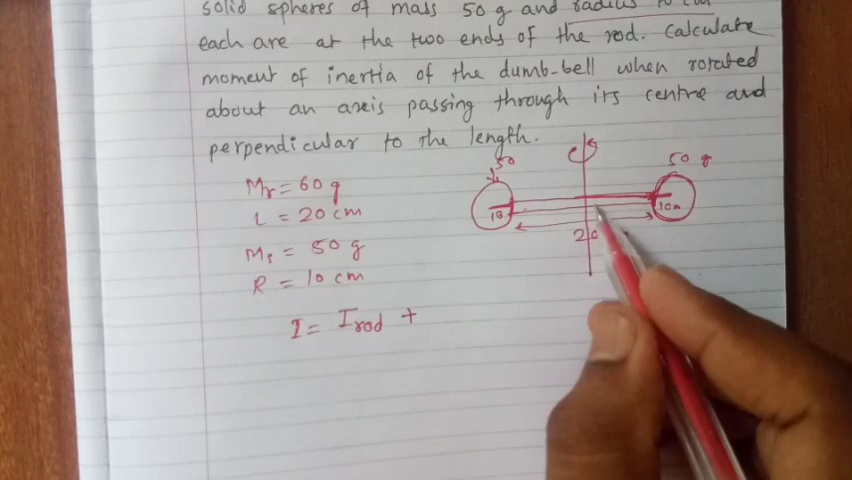 solid spheres of mass 50 g and radius 10 cm
each are at the two ends of the rod. Calculate
moment of inertia of the dumb-bell when rotated
about an axis passing through its centre and
perpendicular to the length.
50
50 g
Mr = 60 g
10
10cm
l = 20 cm
20
Ms = 50 g
R = 10 cm
I = Irod +